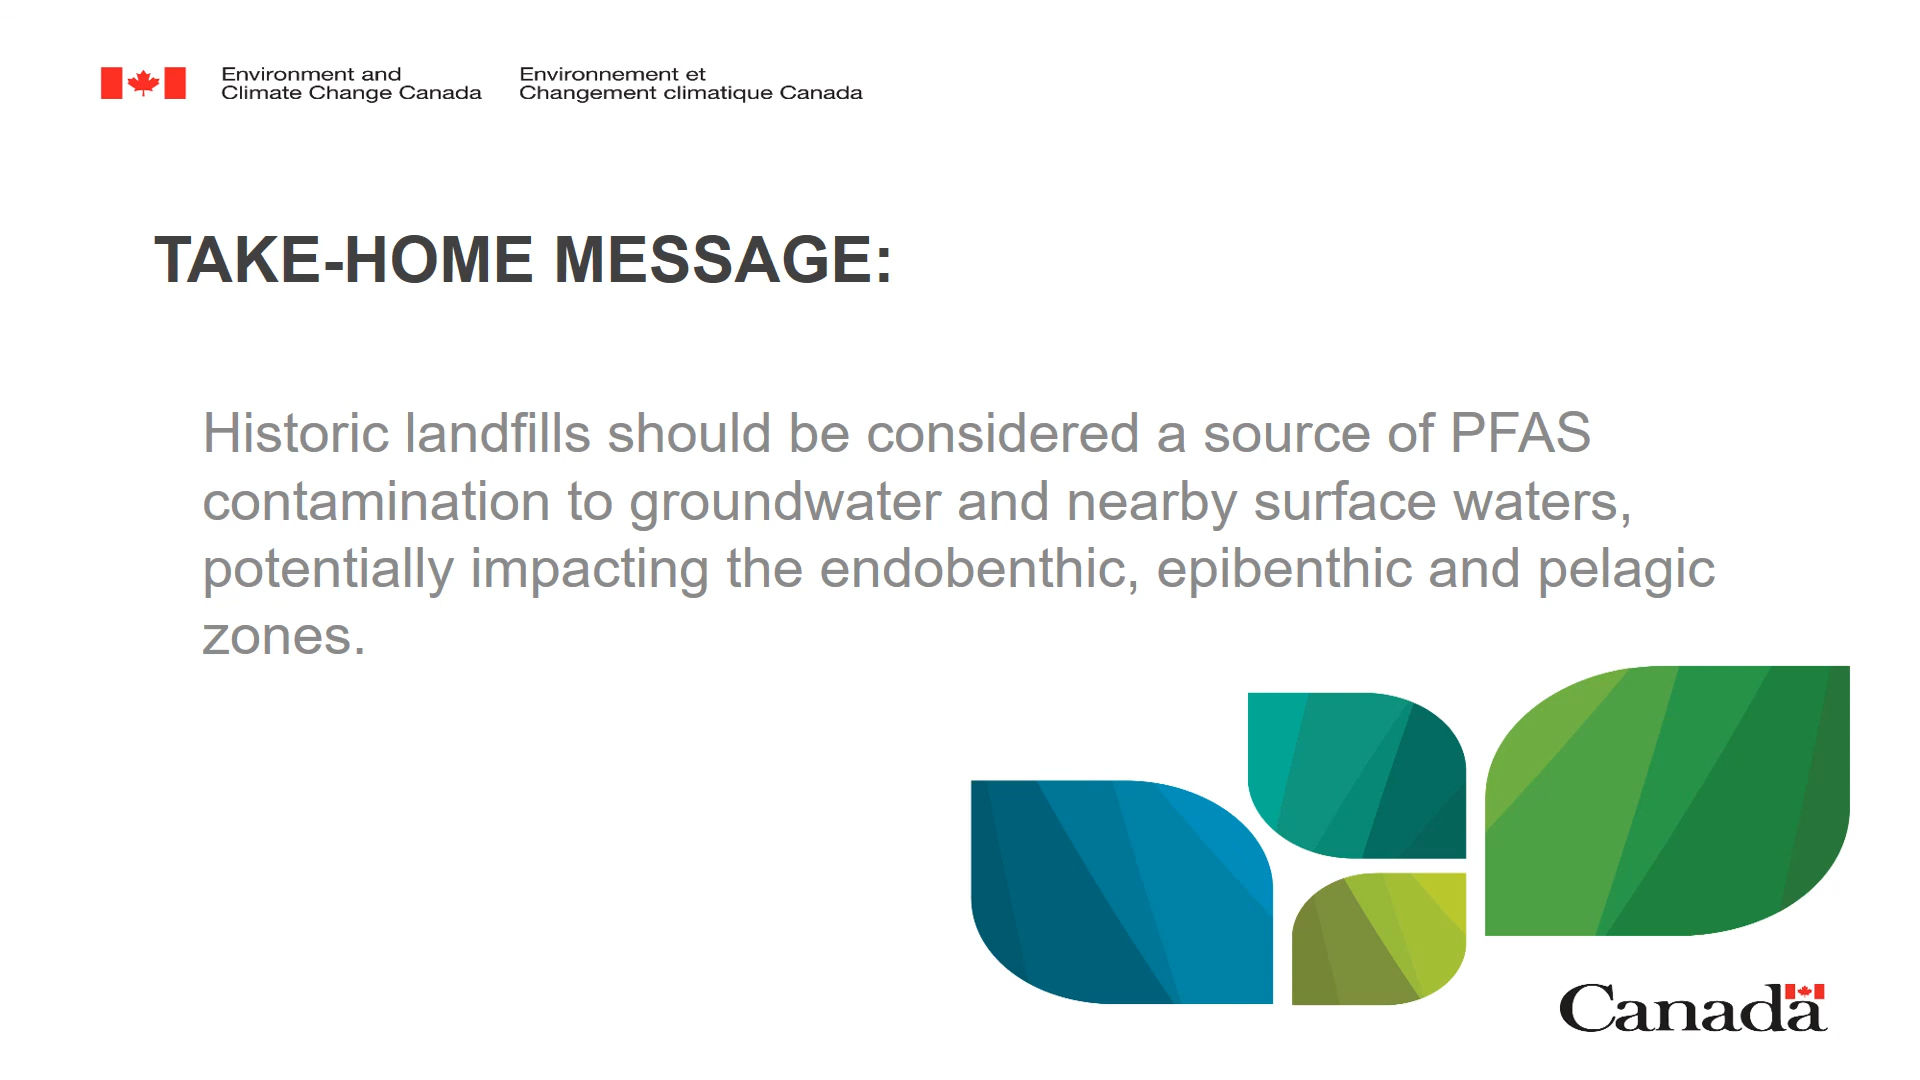 Environment and
Climate Change Canada
Environnement et
Changement climatique Canada
TAKE-HOME MESSAGE:
Historic landfills should be considered a source of PFAS
contamination to groundwater and nearby surface waters,
potentially impacting the endobenthic, epibenthic and pelagic
zones.
Canada